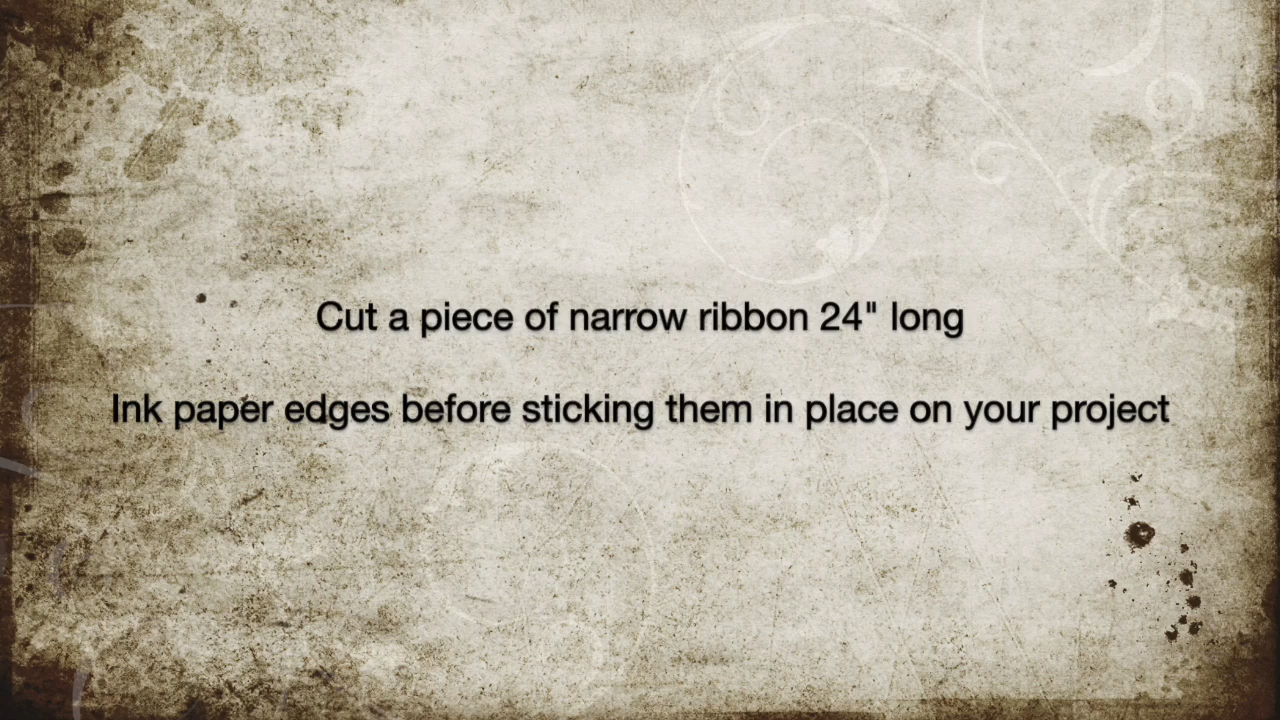 Cut a piece of narrow ribbon 24" long
Ink paper edges before sticking them in place on your project